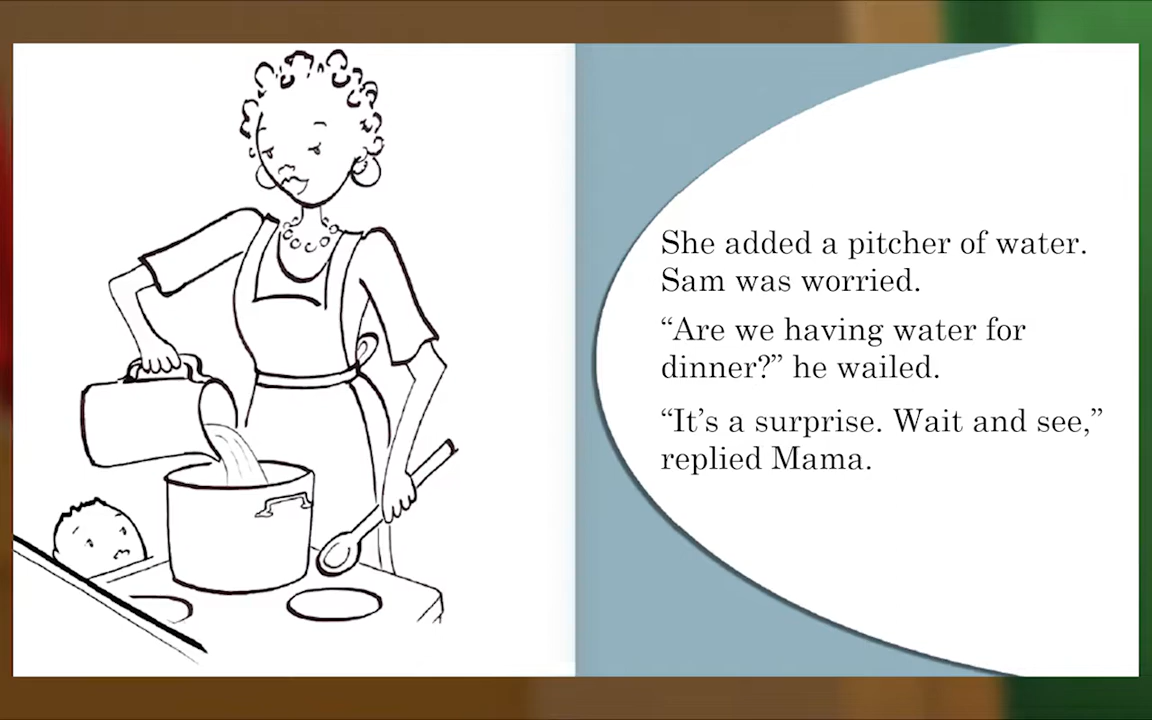 She added a pitcher of water.
Sam was worried.
“Are we having water for
dinner?” he wailed.
“It’s a surprise. Wait and see,”
replied Mama.